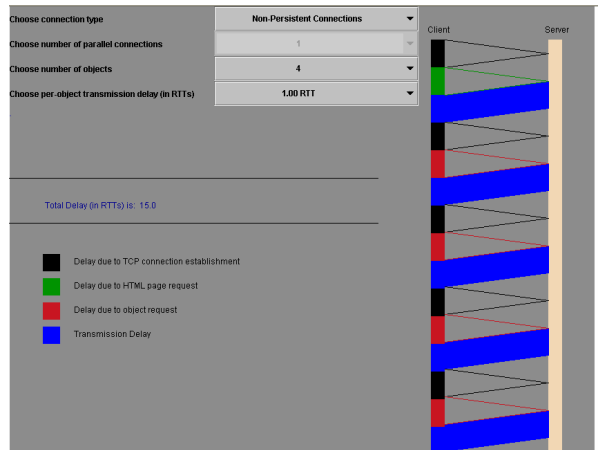 Choose connection type
Non-Persistent Connections
Client
Server
Choose number of parallel connections
1
Choose number of objects
4
Choose per-object transmission delay (in RTTs)
1.00 RTT
Total Delay (in RTTs) is: 15.0
Delay due to TCP connection establishment
Delay due to HTML page request
Delay due to object request
Transmission Delay